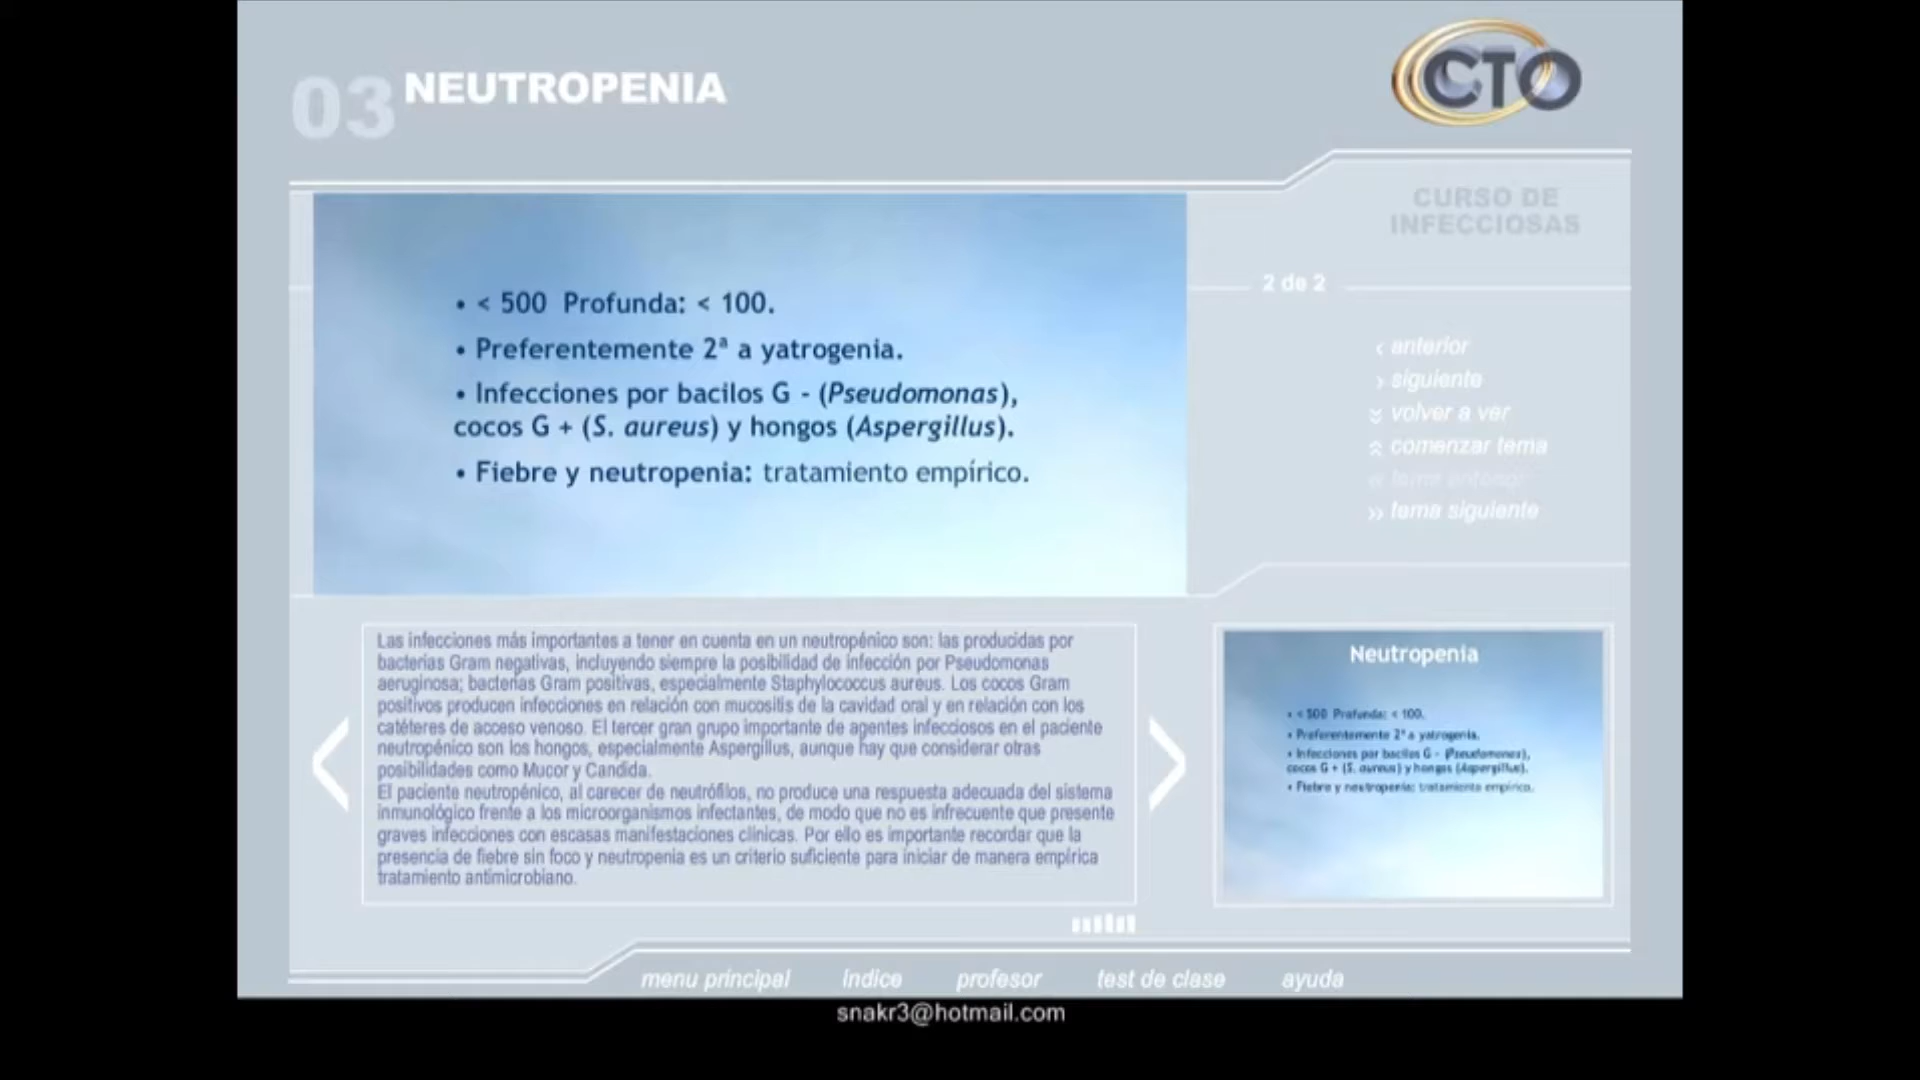 03 NEUTROPENIA
CTO
CURSO DE
INFECCIOSAS
2 de 2
• < 500 Profunda: < 100.
• Preferentemente 2ª a yatrogenia.
• Infecciones por bacilos G - (Pseudomonas),
cocos G + (S. aureus) y hongos (Aspergillus).
• Fiebre y neutropenia: tratamiento empírico.
‹ anterior
› siguiente
volver a ver
comenzar tema
tema
›› tema siguiente
Las infecciones más importantes a tener en cuenta en un neutropénico son: las producidas por
bacterias Gram negativas, incluyendo siempre la posibilidad de infección por Pseudomonas
aeruginosa; bacterias Gram positivas, especialmente Staphylococcus aureus. Los cocos Gram
positivos producen infecciones en relación con mucositis de la cavidad oral y en relación con los
catéteres de acceso venoso. El tercer gran grupo importante de agentes infecciosos en el paciente
neutropénico son los hongos, especialmente Aspergillus, aunque hay que considerar otras
posibilidades como Mucor y Candida.
El paciente neutropénico, al carecer de neutrófilos, no produce una respuesta adecuada del sistema
inmunológico frente a los microorganismos infectantes, de modo que no es infrecuente que presente
graves infecciones con escasas manifestaciones clínicas. Por ello es importante recordar que la
presencia de fiebre sin foco y neutropenia es un criterio suficiente para iniciar de manera empírica
tratamiento antimicrobiano.
Neutropenia
• < 500 Profunda: < 100.
• Preferentemente 2ª a yatrogenia.
• Infecciones por bacilos G - (Pseudomonas),
cocos G + (S. aureus) y hongos (Aspergillus).
• Fiebre y neutropenia: tratamiento empírico.
menu principal índice profesor test de clase ayuda
snakr3@hotmail.com